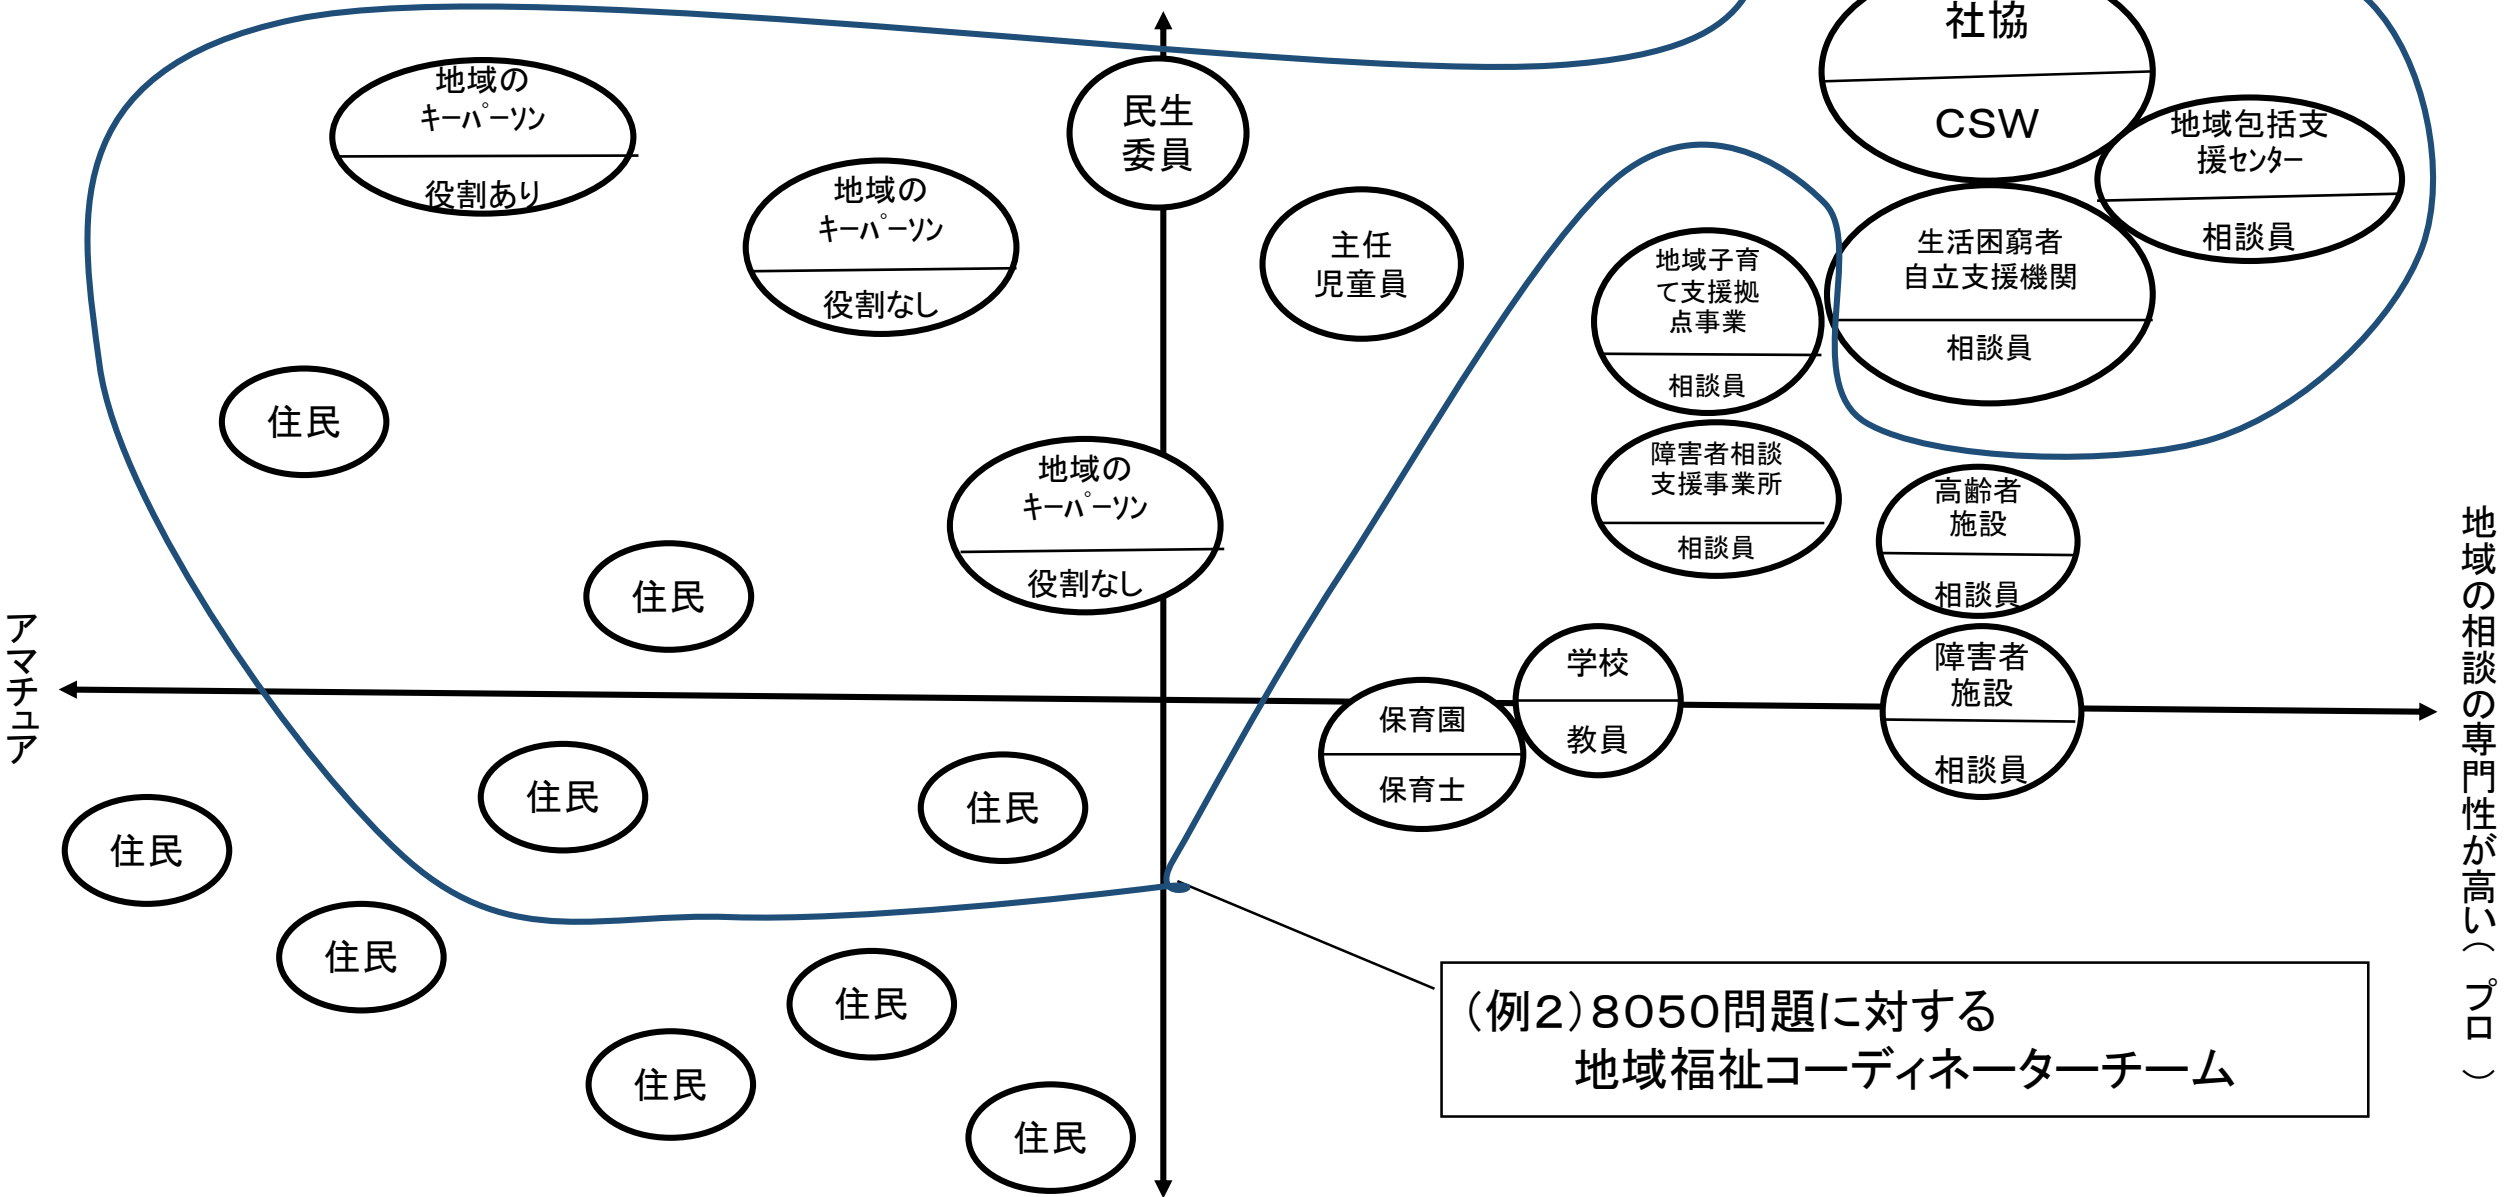 社協
CSW
地域の
ｷｰﾊﾟｰｿﾝ
役割あり
民生
委員
地域包括支
援ｾﾝﾀｰ
相談員
地域の
ｷｰﾊﾟｰｿﾝ
役割なし
主任
児童員
地域子育
て支援拠
点事業
相談員
生活困窮者
自立支援機関
相談員
住民
地域の
ｷｰﾊﾟｰｿﾝ
役割なし
障害者相談
支援事業所
相談員
高齢者
施設
相談員
住民
アマチュア
地域の相談の専門性が高い（プロ）
学校
教員
障害者
施設
相談員
保育園
保育士
住民
住民
住民
住民
住民
住民
住民
（例２）８０５０問題に対する
地域福祉コーディネーターチーム